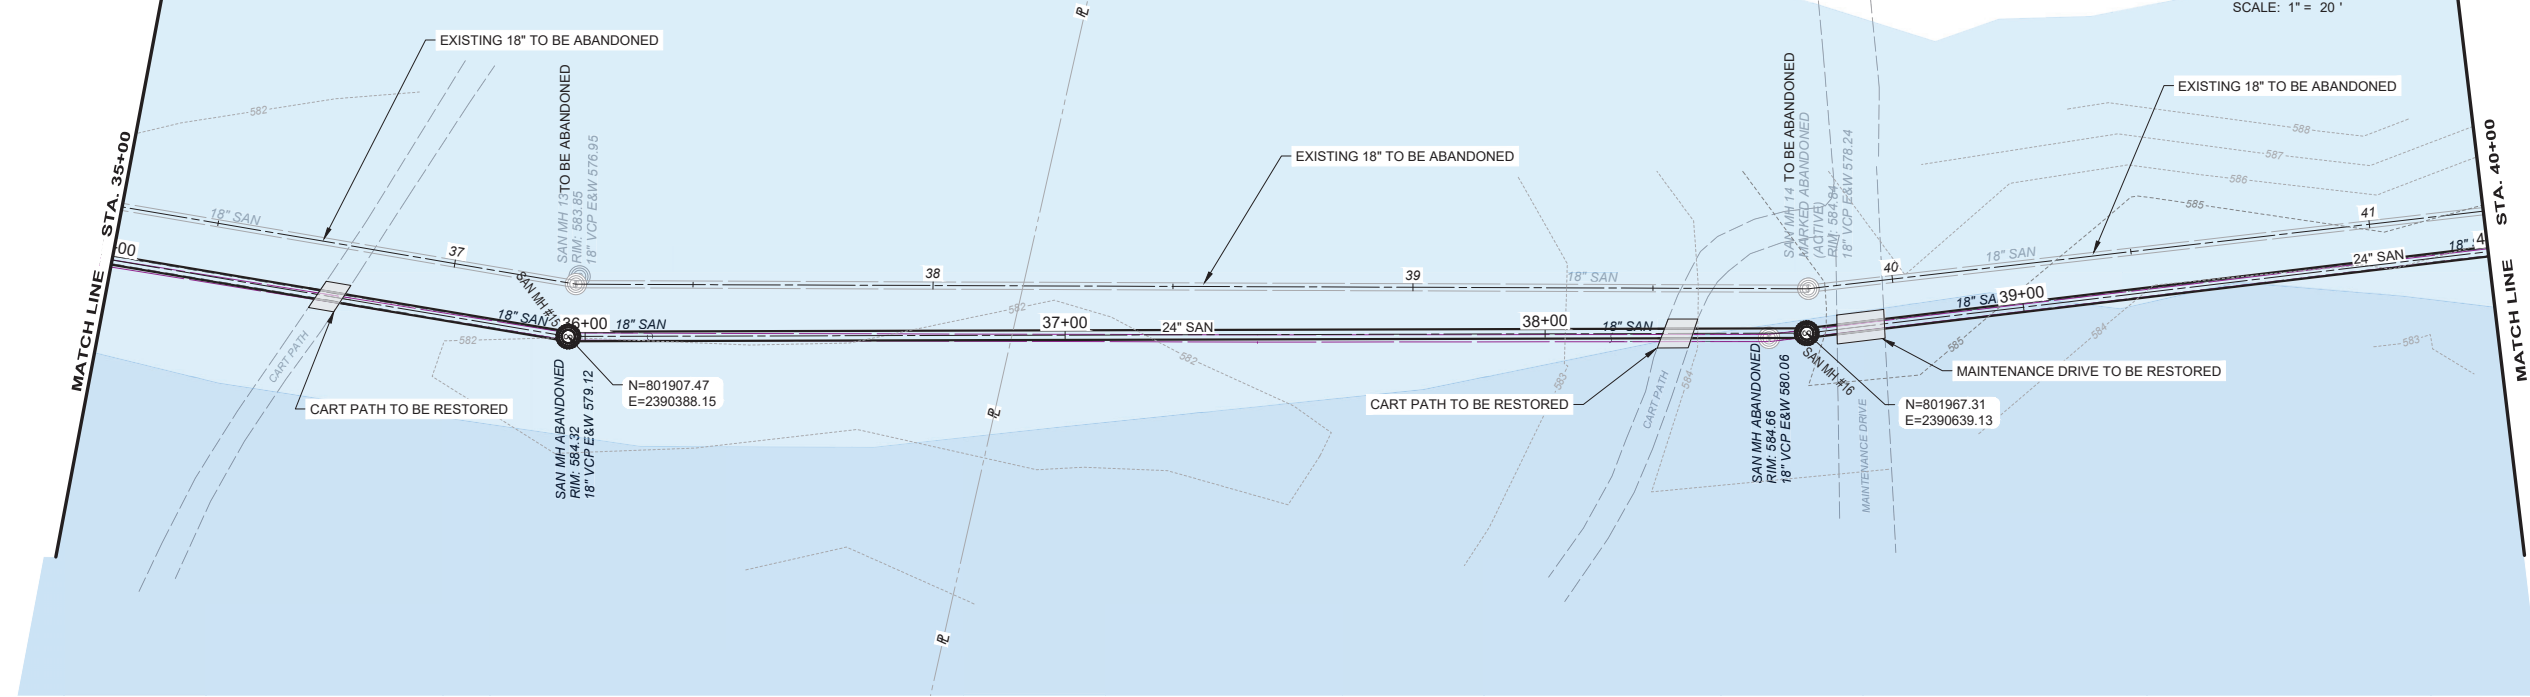 SCALE: 1" = 20 '
EXISTING 18" TO BE ABANDONED
EXISTING 18" TO BE ABANDONED
EXISTING 18" TO BE ABANDONED
MATCH LINE STA. 35+00
MATCH LINE STA. 40+00
SAN MH 13 TO BE ABANDONED
RIM: 583.85
18" VCP E&W 576.95
SAN MH 14 TO BE ABANDONED
MARKED ABANDONED
(ACTIVE)
RIM: 584.84
18" VCP E&W 578.24
582
588
587
586
585
18" SAN
37
38
39
18" SAN
40
18" SAN
41
+00
SAN MH #15
18" SAN
36+00
18" SAN
37+00
24" SAN
38+00
18" SAN
18" SA
39+00
24" SAN
18"
4
582
582
582
583
584
585
584
583
CART PATH
CART PATH TO BE RESTORED
N=801907.47
E=2390388.15
SAN MH ABANDONED
RIM: 584.32
18" VCP E&W 579.12
CART PATH TO BE RESTORED
CART PATH
SAN MH ABANDONED
RIM: 584.66
18" VCP E&W 580.06
SAN MH #16
MAINTENANCE DRIVE TO BE RESTORED
N=801967.31
E=2390639.13
MAINTENANCE DRIVE
PL
PL
PL